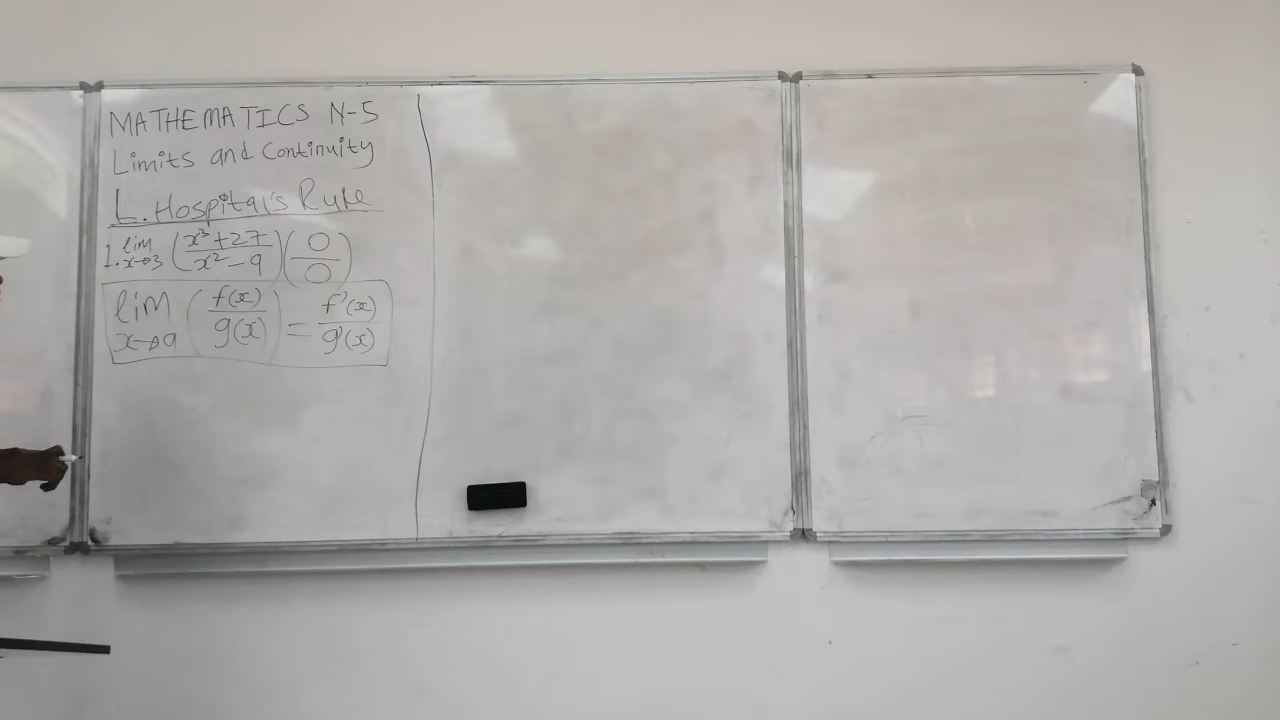 MATHEMATICS N-5
Limits and Continuity
L. Hospital's Rule
1. lim x→3 (x³+27 / x²-9) (0/0)
lim x→a (f(x) / g(x)) = f'(x) / g'(x)